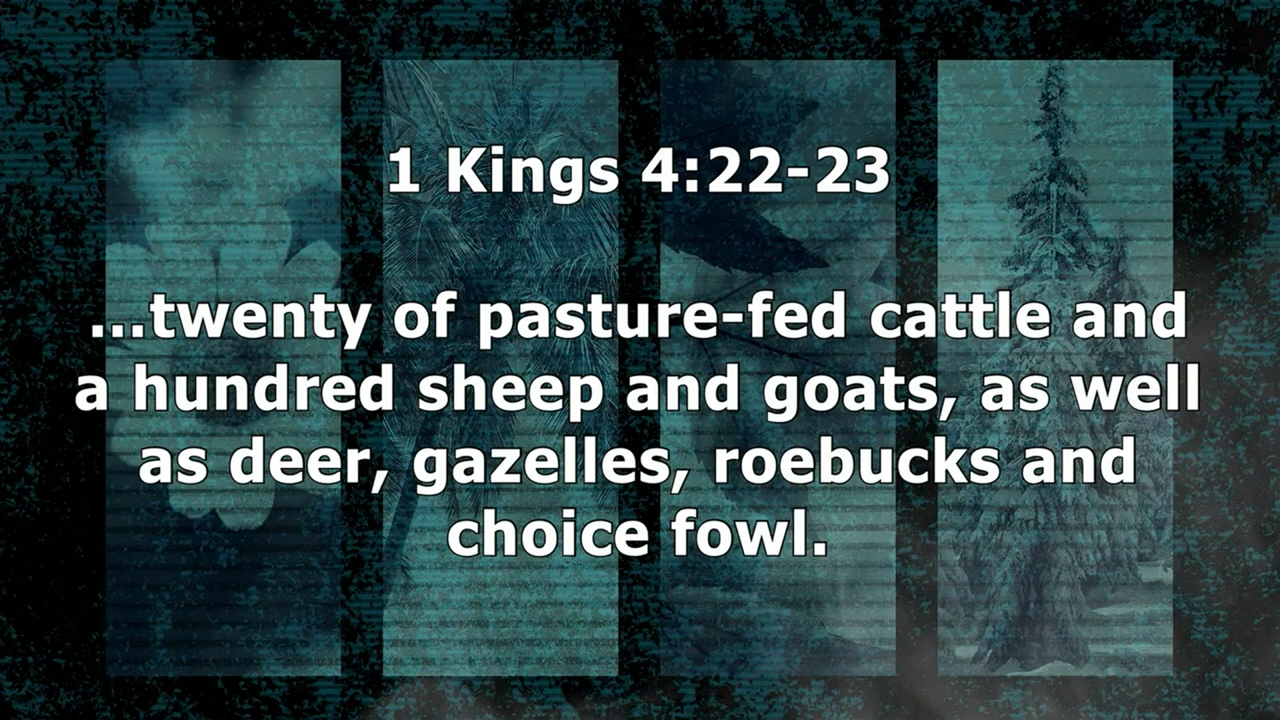 1 Kings 4:22-23
...twenty of pasture-fed cattle and
a hundred sheep and goats, as well
as deer, gazelles, roebucks and
choice fowl.